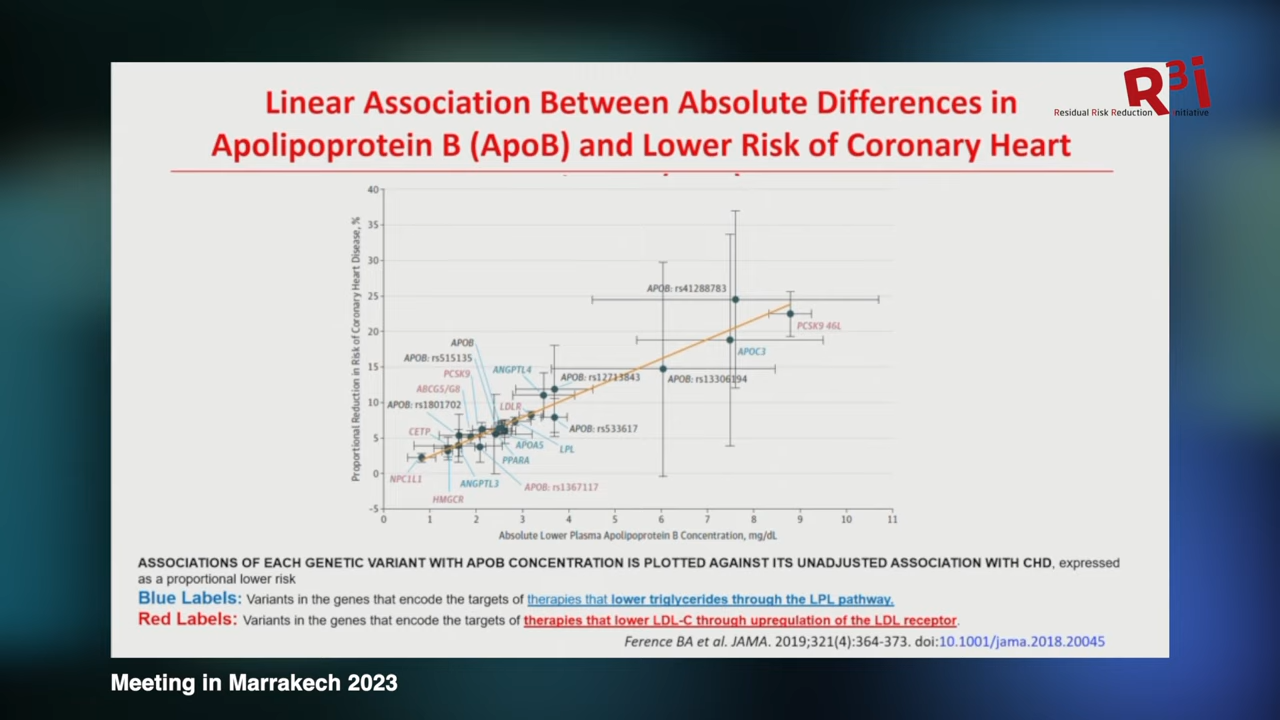 R3i
Residual Risk Reduction initiative
Linear Association Between Absolute Differences in
Apolipoprotein B (ApoB) and Lower Risk of Coronary Heart
Proportional Reduction in Risk of Coronary Heart Disease, %
40
35
30
25
20
15
10
5
0
-5
APOB: rs41288783
PCSK9 46L
APOC3
APOB
APOB: rs515135
PCSK9
ANGPTL4
APOB: rs12713843
APOB: rs13306194
ABCG5/G8
APOB: rs1801702
LDLR
CETP
APOB: rs533617
APOA5
LPL
PPARA
NPC1L1
ANGPTL3
APOB: rs1367117
HMGCR
0 1 2 3 4 5 6 7 8 9 10 11
Absolute Lower Plasma Apolipoprotein B Concentration, mg/dL
ASSOCIATIONS OF EACH GENETIC VARIANT WITH APOB CONCENTRATION IS PLOTTED AGAINST ITS UNADJUSTED ASSOCIATION WITH CHD, expressed
as a proportional lower risk
Blue Labels: Variants in the genes that encode the targets of therapies that lower triglycerides through the LPL pathway.
Red Labels: Variants in the genes that encode the targets of therapies that lower LDL-C through upregulation of the LDL receptor.
Ference BA et al. JAMA. 2019;321(4):364-373. doi:10.1001/jama.2018.20045
Meeting in Marrakech 2023